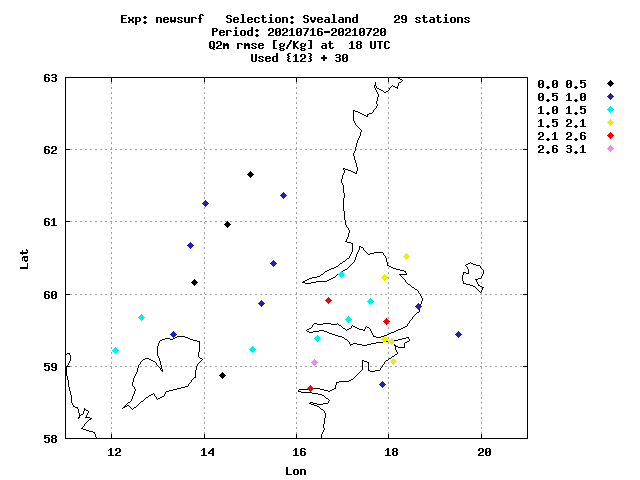 Exp: newsurf   Selection: Svealand     29 stations
Period: 20210716-20210720
Q2m rmse [g/Kg] at  18 UTC
Used {12} + 30
63
62
61
60
59
58
Lat
12
14
16
18
20
Lon
0.0 0.5
0.5 1.0
1.0 1.5
1.5 2.1
2.1 2.6
2.6 3.1